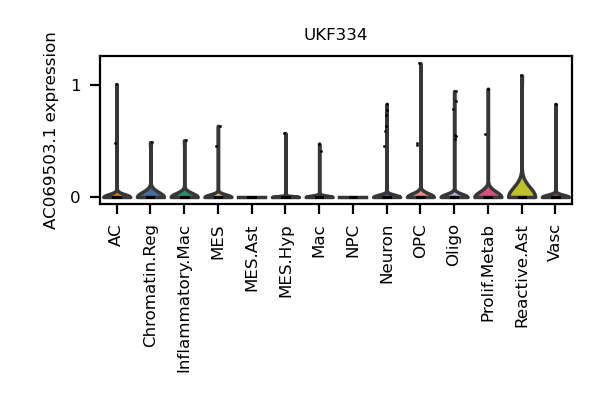 UKF334
AC069503.1 expression
1
0
AC
Chromatin.Reg
Inflammatory.Mac
MES
MES.Ast
MES.Hyp
Mac
NPC
Neuron
OPC
Oligo
Prolif.Metab
Reactive.Ast
Vasc